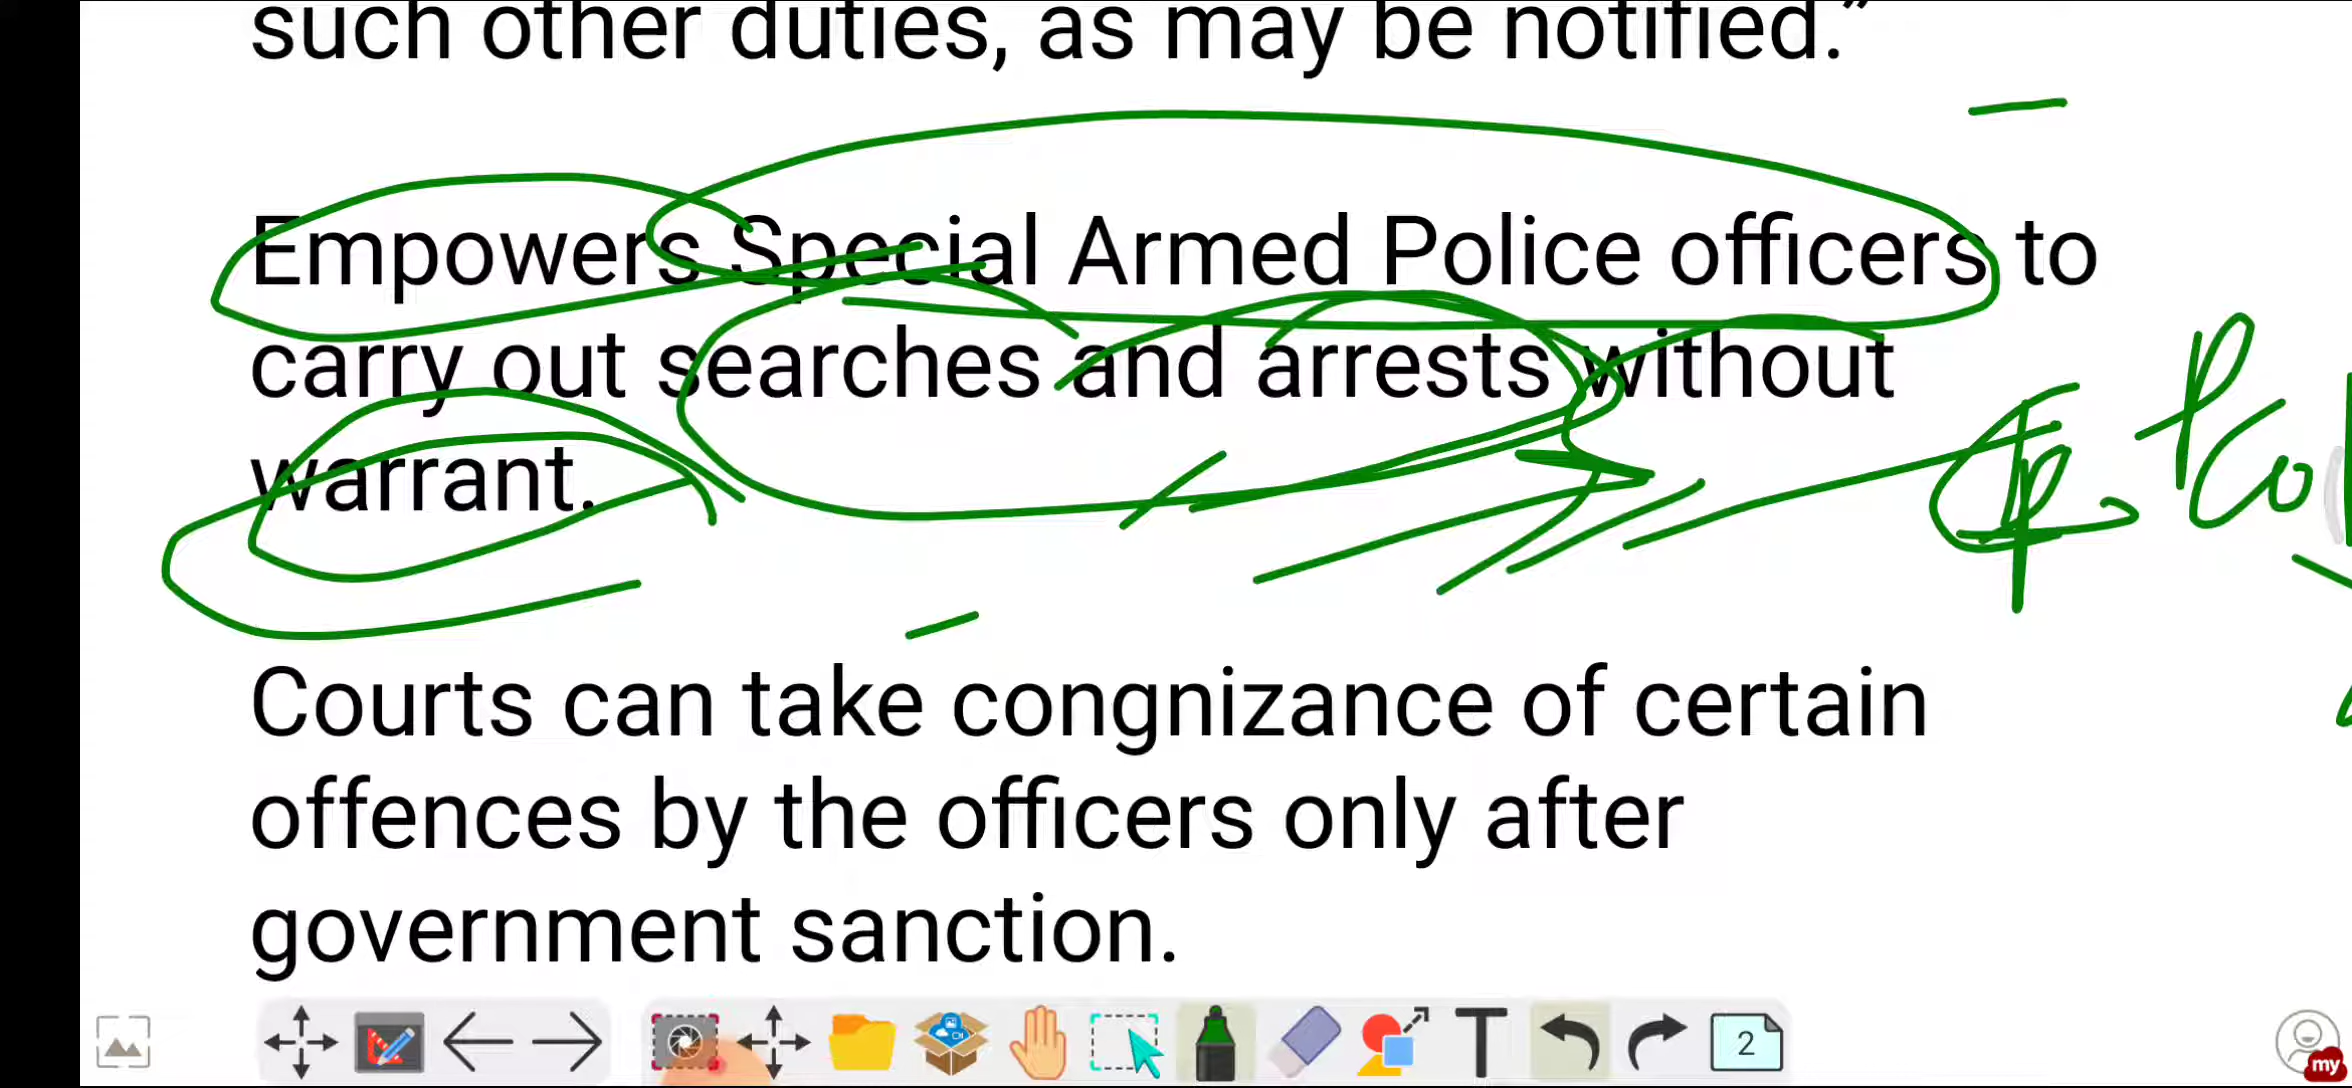 such other duties, as may be notified.”
Empowers Special Armed Police officers to
carry out searches and arrests without
warrant.
Courts can take congnizance of certain
offences by the officers only after
government sanction.
T
2
my